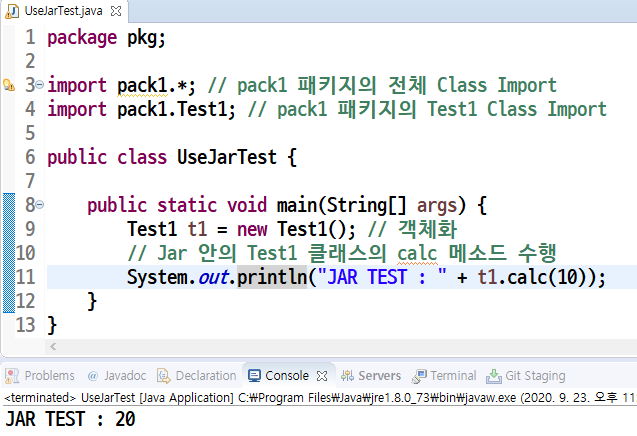 UseJarTest.java
1 package pkg;
2
3 import pack1.*; // pack1 패키지의 전체 Class Import
4 import pack1.Test1; // pack1 패키지의 Test1 Class Import
5
6 public class UseJarTest {
7
8 public static void main(String[] args) {
9 Test1 t1 = new Test1(); // 객체화
10 // Jar 안의 Test1 클래스의 calc 메소드 수행
11 System.out.println("JAR TEST : " + t1.calc(10));
12 }
13 }
Problems @ Javadoc Declaration Console Servers Terminal Git Staging
<terminated> UseJarTest [Java Application] C:₩Program Files₩Java₩jre1.8.0_73₩bin₩javaw.exe (2020. 9. 23. 오후 11
JAR TEST : 20